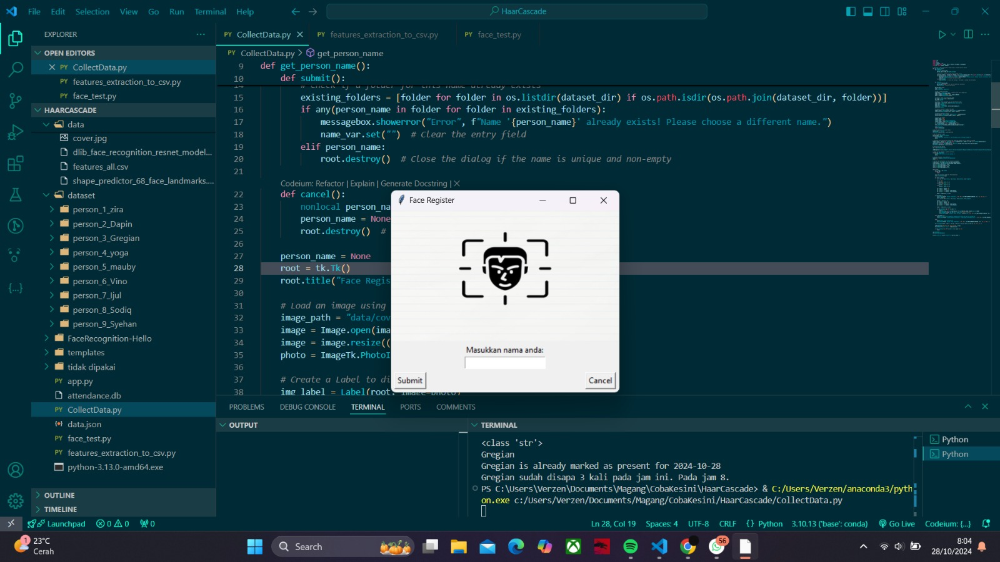 File Edit Selection View Go Run Terminal Help
HaarCascade
EXPLORER
OPEN EDITORS
CollectData.py
features_extraction_to_csv.py
face_test.py
HAARCASCADE
data
cover.jpg
dlib_face_recognition_resnet_model...
features_all.csv
shape_predictor_68_face_landmarks....
dataset
person_1_zira
person_2_Dapin
person_3_Gregian
person_4_yoga
person_5_mauby
person_6_Vino
person_7_Ijul
person_8_Sodiq
person_9_Syehan
FaceRecognition-Hello
templates
tidak dipakai
app.py
attendance.db
CollectData.py
data.json
face_test.py
features_extraction_to_csv.py
python-3.13.0-amd64.exe
OUTLINE
TIMELINE
CollectData.py features_extraction_to_csv.py face_test.py
CollectData.py > get_person_name
9 def get_person_name():
10 def submit():
# Check if a folder for this name already exists
15 existing_folders = [folder for folder in os.listdir(dataset_dir) if os.path.isdir(os.path.join(dataset_dir, folder))]
16 if any(person_name in folder for folder in existing_folders):
17 messagebox.showerror("Error", f"Name '{person_name}' already exists! Please choose a different name.")
18 name_var.set("") # Clear the entry field
19 elif person_name:
20 root.destroy() # Close the dialog if the name is unique and non-empty
21
Codeium: Refactor | Explain | Generate Docstring | X
22 def cancel():
23 nonlocal person_na
24 person_name = None
25 root.destroy() #
26
27 person_name = None
28 root = tk.Tk()
29 root.title("Face Regis
30
31 # Load an image using
32 image_path = "data/cov
33 image = Image.open(ima
34 image = image.resize((
35 photo = ImageTk.PhotoI
36
37 # Create a Label to di
38 img_label = Label(root, image=photo)
Face Register
Masukkan nama anda:
Submit Cancel
PROBLEMS DEBUG CONSOLE TERMINAL PORTS COMMENTS
OUTPUT
TERMINAL
<class 'str'>
Gregian
Gregian is already marked as present for 2024-10-28
Gregian sudah disapa 3 kali pada jam ini. Pada jam 8.
PS C:\Users\Verzen\Documents\Magang\CobaKesini\HaarCascade> & C:/Users/Verzen/anaconda3/pyth
on.exe c:/Users/Verzen/Documents/Magang/CobaKesini/HaarCascade/CollectData.py
Python
Python
Launchpad 0 0 0
Ln 28, Col 19 Spaces: 4 UTF-8 CRLF {} Python 3.10.13 ('base': conda) Go Live Codeium: {...}
1
23°C
Cerah
Search
56
8:04
28/10/2024